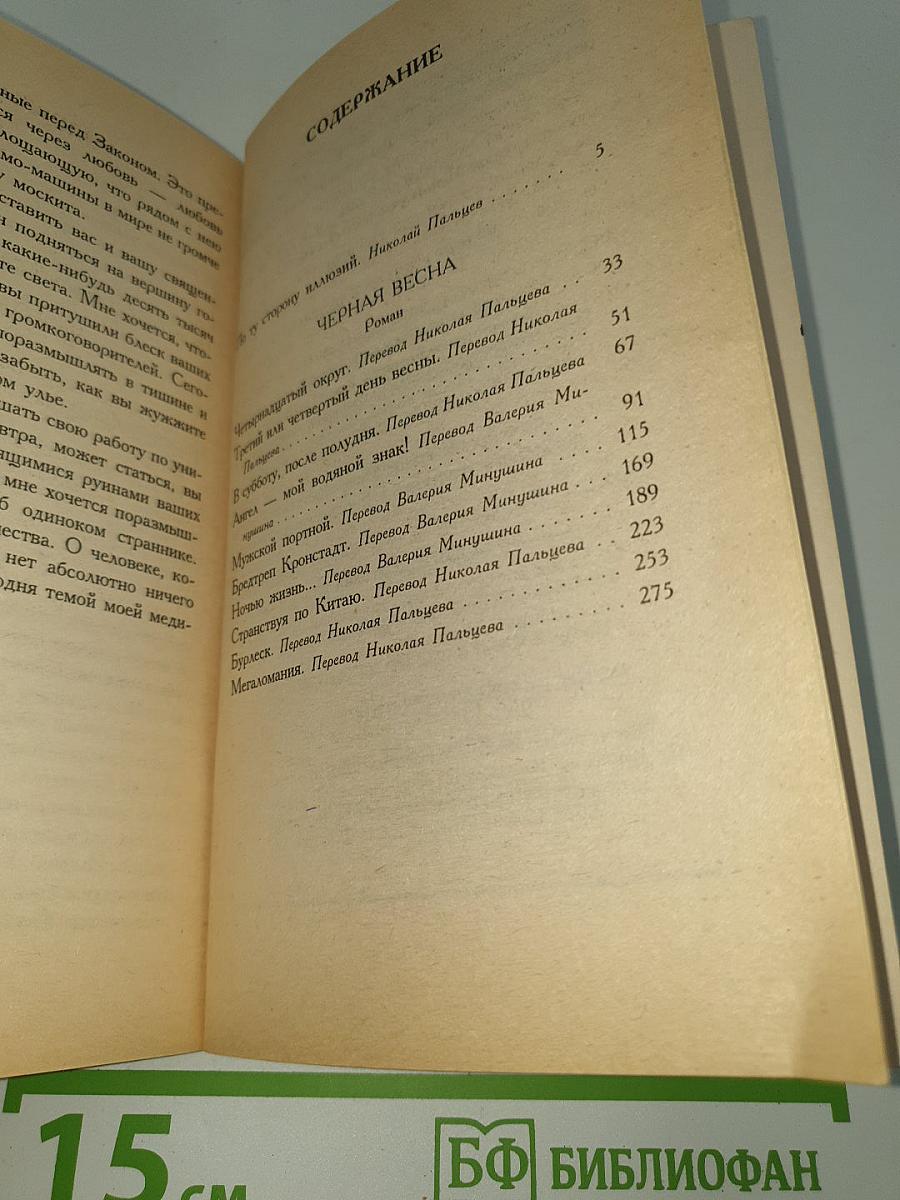 ные перед Законом. Это пре-
ся через любовь — любовь
лощающую, что рядом с нею
мо-машины в мире не громче
у москита.
ставить вас и вашу священ-
н подняться на вершину го-
какие-нибудь десять тысяч
те света. Мне хочется, что-
вы притушили блеск ваших
громкоговорителей. Сего-
поразмышлять в тишине и
забыть, как вы жужжите
ом улье.
шать свою работу по уни-
втра, может статься, вы
ящимися руинами ваших
мне хочется поразмыш-
б одиноком страннике.
чества. О человеке, ко-
нет абсолютно ничего
одня темой моей меди-
СОДЕРЖАНИЕ
По ту сторону иллюзий. Николай Пальцев . . . . . . . 5
ЧЕРНАЯ ВЕСНА
Роман
Четырнадцатый округ. Перевод Николая Пальцева . . 33
Третий или четвертый день весны. Перевод Николая
Пальцева . . . . . . . . . . . . . . . . . . . . 51
В субботу, после полудня. Перевод Николая Пальцева 67
Ангел — мой водяной знак! Перевод Валерия Ми-
нушина . . . . . . . . . . . . . . . . . . . . . 91
Мужской портной. Перевод Валерия Минушина . . . . 115
Бредтреп Кронстадт. Перевод Валерия Минушина . . . 169
Ночью жизнь... Перевод Валерия Минушина . . . . . . 189
Странствуя по Китаю. Перевод Николая Пальцева . . 223
Бурлеск. Перевод Николая Пальцева . . . . . . . . . . 253
Мегаломания. Перевод Николая Пальцева . . . . . . . . 275
15 см
БФ БИБЛИОФАН